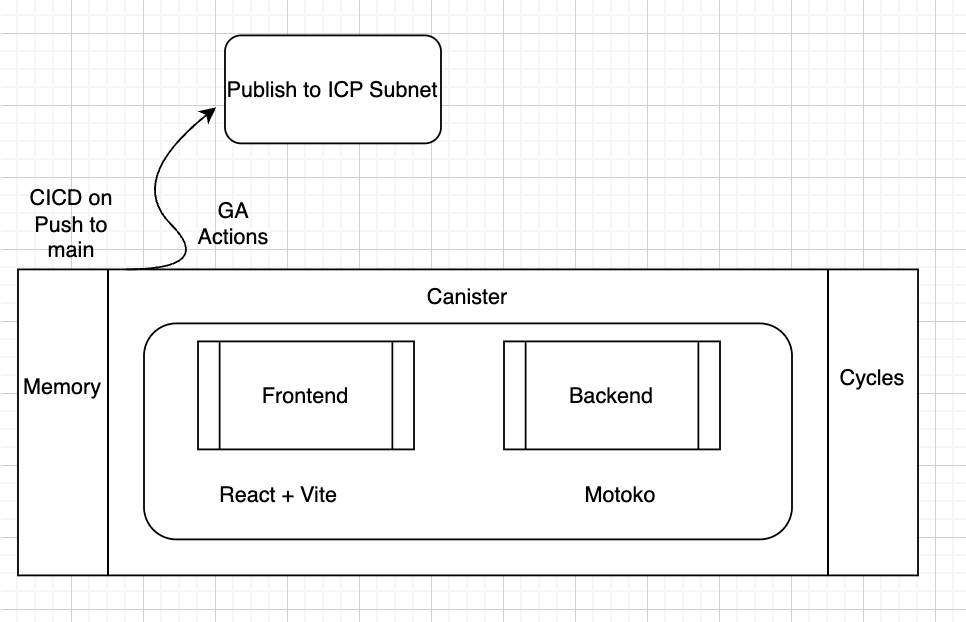 Publish to ICP Subnet
CICD on
Push to
main
GA
Actions
Canister
Memory
Frontend
Backend
Cycles
React + Vite
Motoko